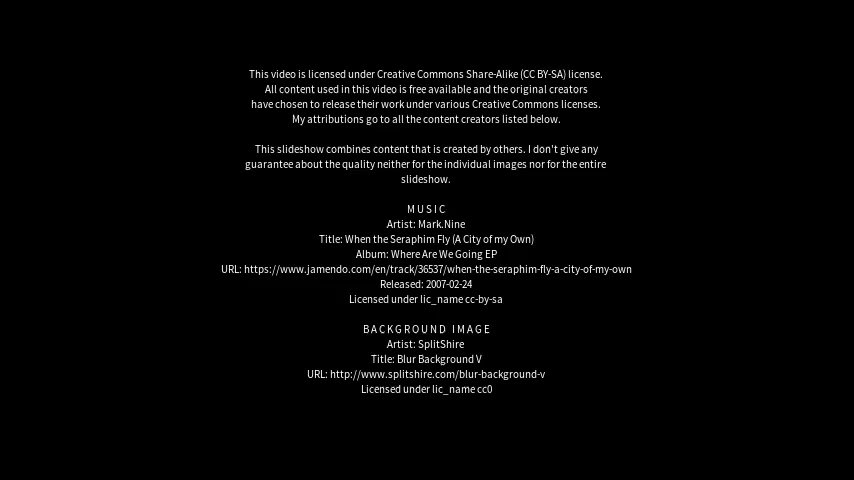 This video is licensed under Creative Commons Share-Alike (CC BY-SA) license.
All content used in this video is free available and the original creators
have chosen to release their work under various Creative Commons licenses.
My attributions go to all the content creators listed below.
This slideshow combines content that is created by others. I don't give any
guarantee about the quality neither for the individual images nor for the entire
slideshow.
MUSIC
Artist: Mark.Nine
Title: When the Seraphim Fly (A City of my Own)
Album: Where Are We Going EP
URL: https://www.jamendo.com/en/track/36537/when-the-seraphim-fly-a-city-of-my-own
Released: 2007-02-24
Licensed under lic_name cc-by-sa
BACKGROUND IMAGE
Artist: SplitShire
Title: Blur Background V
URL: http://www.splitshire.com/blur-background-v
Licensed under lic_name cc0